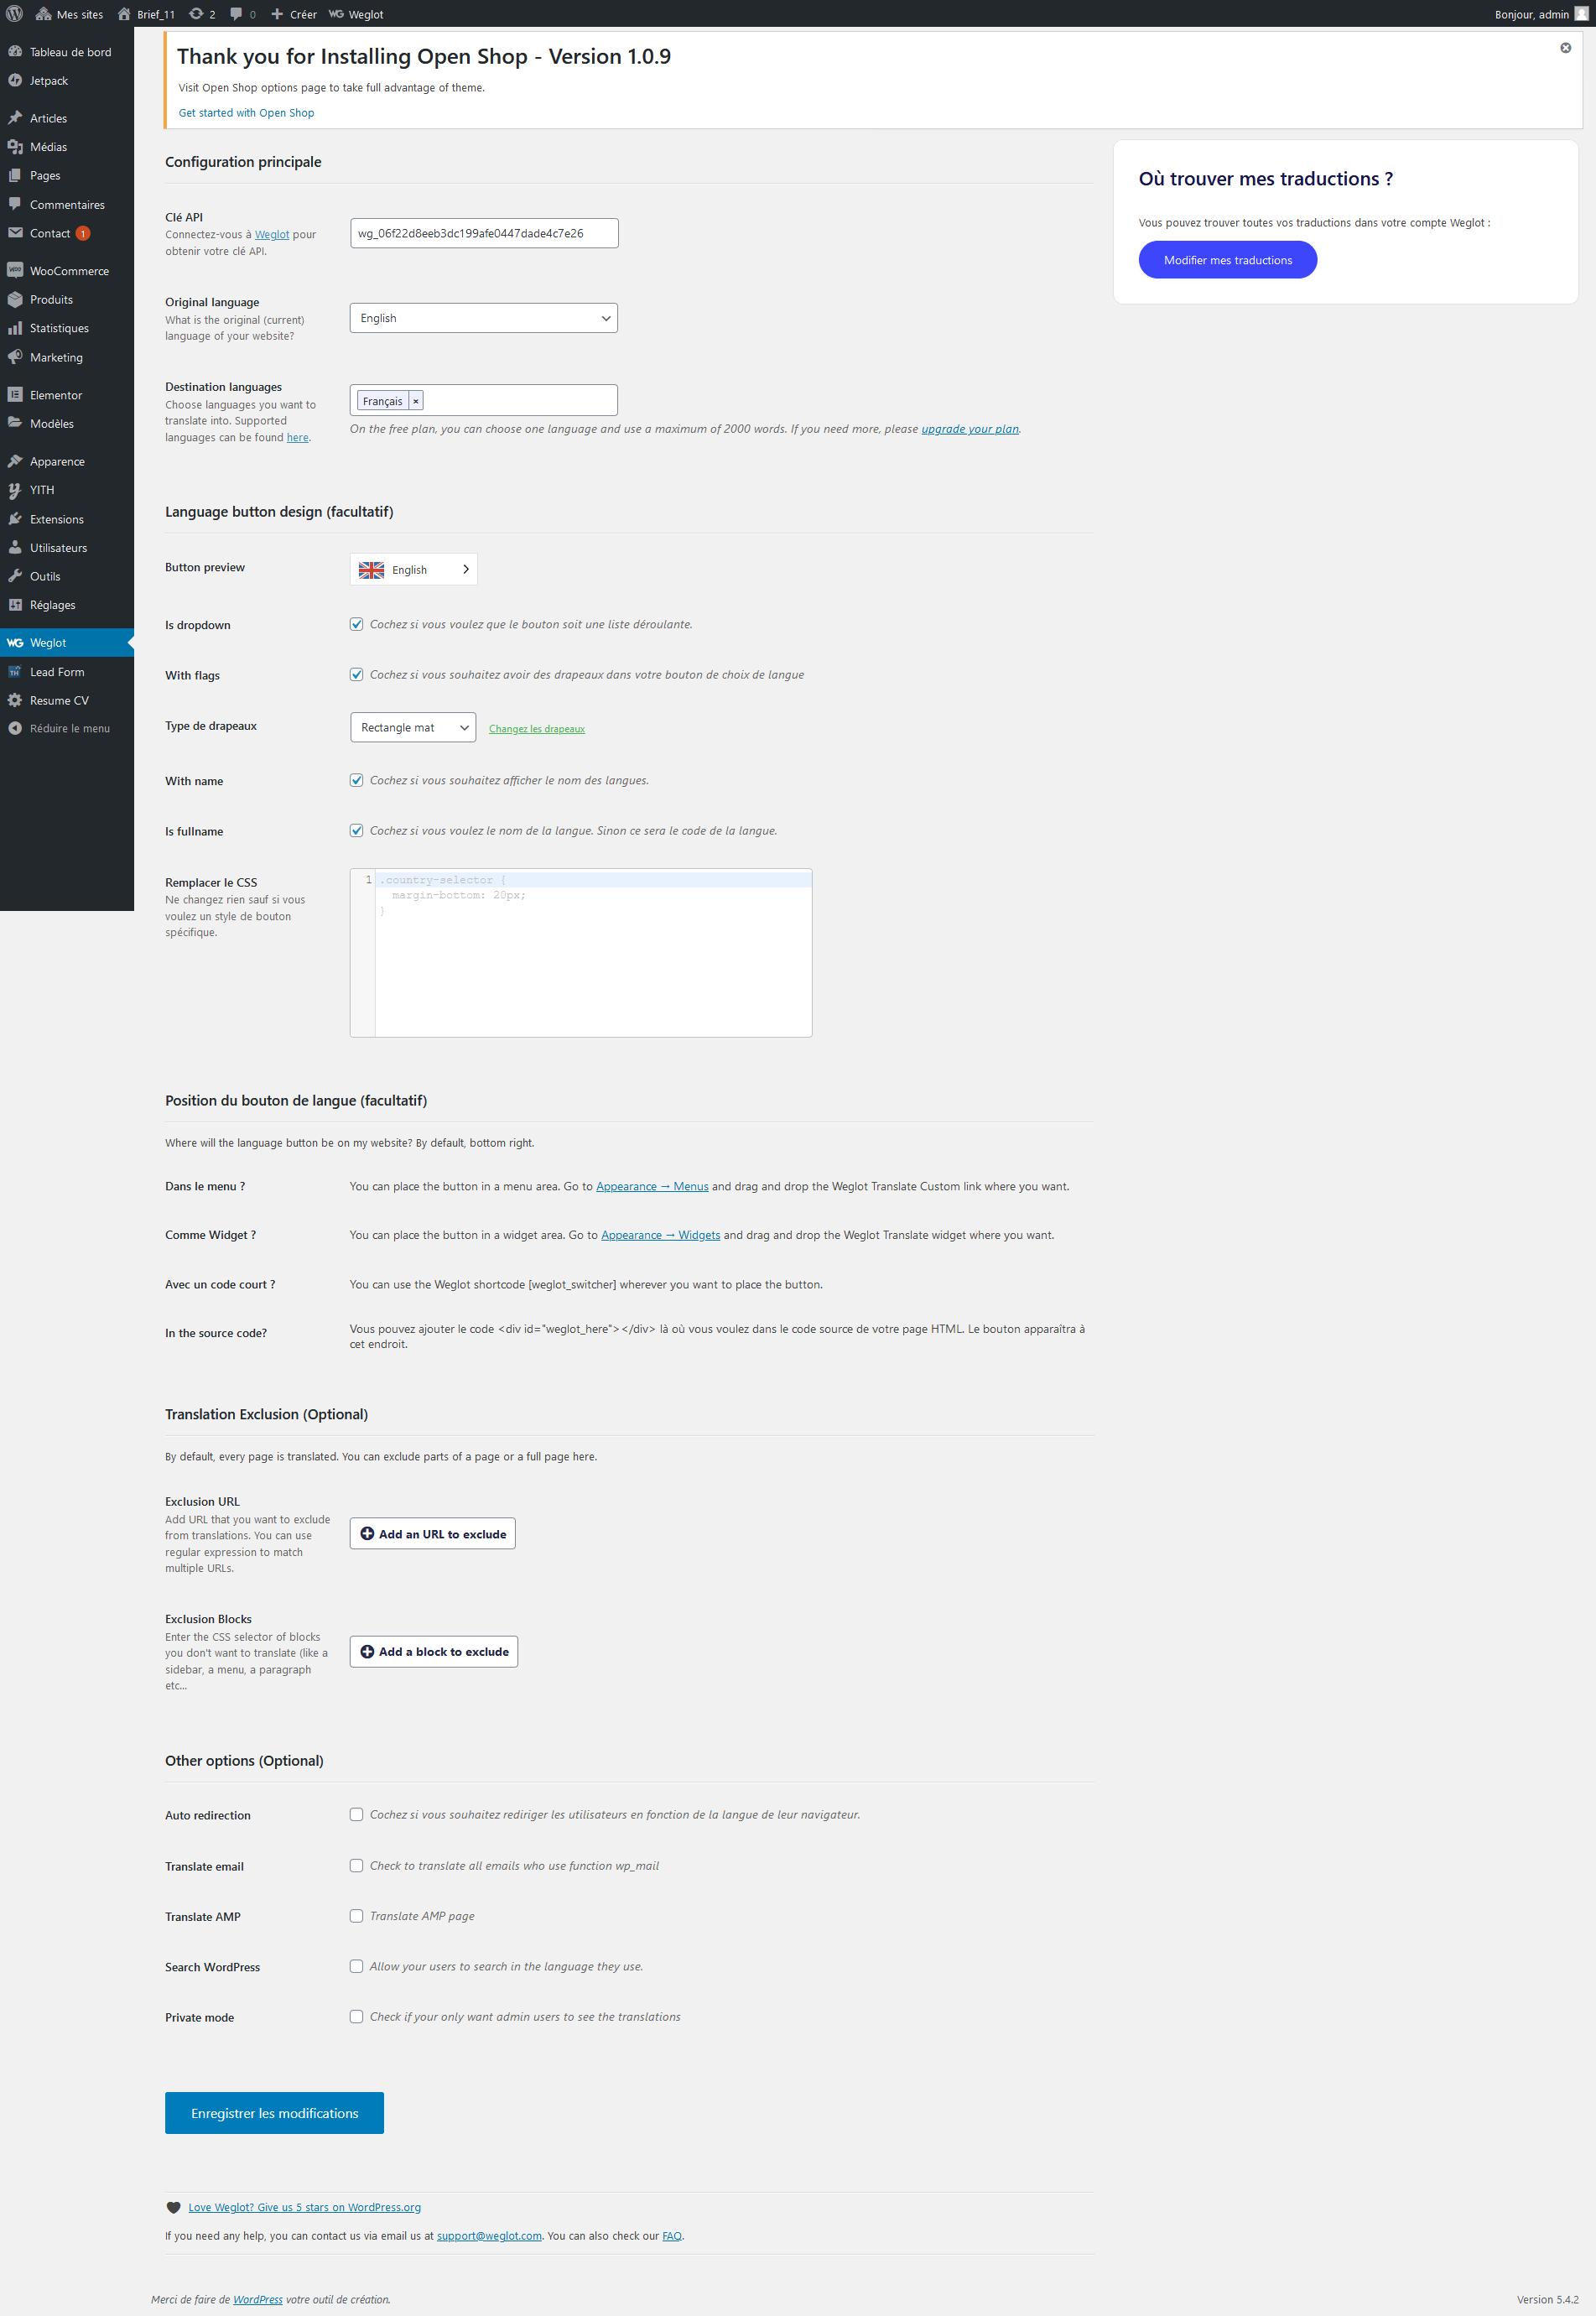 Mes sites
Brief_11
2
0
Créer
WG Weglot
Bonjour, admin
Tableau de bord
Jetpack
Articles
Médias
Pages
Commentaires
Contact 1
WooCommerce
Produits
Statistiques
Marketing
Elementor
Modèles
Apparence
YITH
Extensions
Utilisateurs
Outils
Réglages
WG Weglot
Lead Form
Resume CV
Réduire le menu
Thank you for Installing Open Shop - Version 1.0.9
Visit Open Shop options page to take full advantage of theme.
Get started with Open Shop
Configuration principale
Clé API
Connectez-vous à Weglot pour
obtenir votre clé API.
wg_06f22d8eeb3dc199afe0447dade4c7e26
Original language
What is the original (current)
language of your website?
English
Destination languages
Choose languages you want to
translate into. Supported
languages can be found here.
Français ×
On the free plan, you can choose one language and use a maximum of 2000 words. If you need more, please upgrade your plan.
Où trouver mes traductions ?
Vous pouvez trouver toutes vos traductions dans votre compte Weglot :
Modifier mes traductions
Language button design (facultatif)
Button preview
English
Is dropdown
Cochez si vous voulez que le bouton soit une liste déroulante.
With flags
Cochez si vous souhaitez avoir des drapeaux dans votre bouton de choix de langue
Type de drapeaux
Rectangle mat
Changez les drapeaux
With name
Cochez si vous souhaitez afficher le nom des langues.
Is fullname
Cochez si vous voulez le nom de la langue. Sinon ce sera le code de la langue.
Remplacer le CSS
Ne changez rien sauf si vous
voulez un style de bouton
spécifique.
1
.country-selector {
margin-bottom: 20px;
}
Position du bouton de langue (facultatif)
Where will the language button be on my website? By default, bottom right.
Dans le menu ?
You can place the button in a menu area. Go to Appearance → Menus and drag and drop the Weglot Translate Custom link where you want.
Comme Widget ?
You can place the button in a widget area. Go to Appearance → Widgets and drag and drop the Weglot Translate widget where you want.
Avec un code court ?
You can use the Weglot shortcode [weglot_switcher] wherever you want to place the button.
In the source code?
Vous pouvez ajouter le code <div id="weglot_here"></div> là où vous voulez dans le code source de votre page HTML. Le bouton apparaîtra à
cet endroit.
Translation Exclusion (Optional)
By default, every page is translated. You can exclude parts of a page or a full page here.
Exclusion URL
Add URL that you want to exclude
from translations. You can use
regular expression to match
multiple URLs.
Add an URL to exclude
Exclusion Blocks
Enter the CSS selector of blocks
you don't want to translate (like a
sidebar, a menu, a paragraph
etc...
Add a block to exclude
Other options (Optional)
Auto redirection
Cochez si vous souhaitez rediriger les utilisateurs en fonction de la langue de leur navigateur.
Translate email
Check to translate all emails who use function wp_mail
Translate AMP
Translate AMP page
Search WordPress
Allow your users to search in the language they use.
Private mode
Check if your only want admin users to see the translations
Enregistrer les modifications
Love Weglot? Give us 5 stars on WordPress.org
If you need any help, you can contact us via email us at support@weglot.com. You can also check our FAQ.
Merci de faire de WordPress votre outil de création.
Version 5.4.2